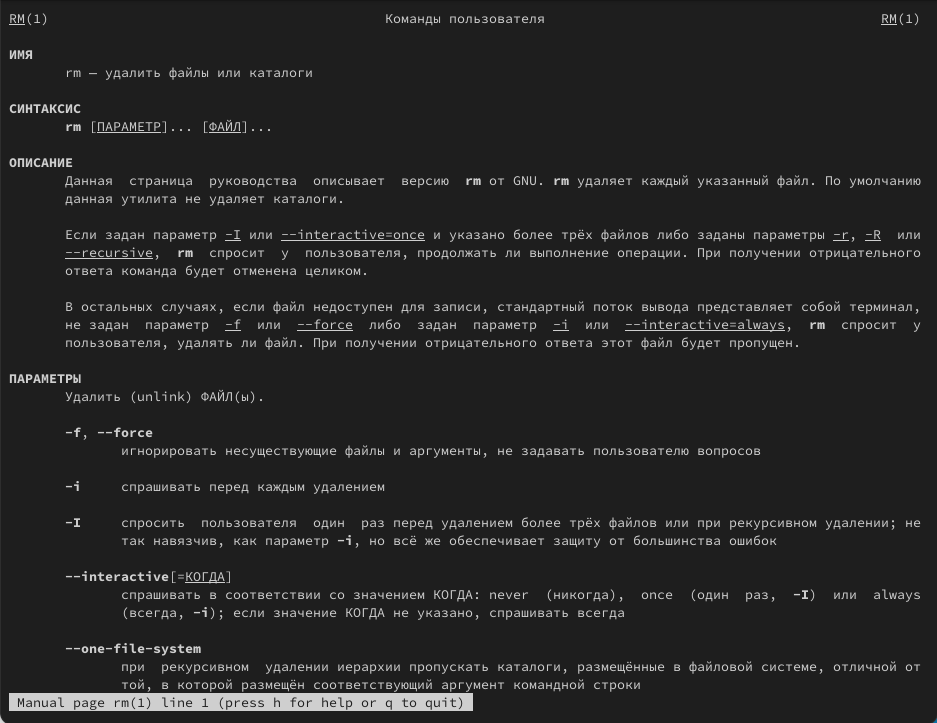 RM(1) Команды пользователя RM(1)
ИМЯ
rm — удалить файлы или каталоги
СИНТАКСИС
rm [ПАРАМЕТР]... [ФАЙЛ]...
ОПИСАНИЕ
Данная страница руководства описывает версию rm от GNU. rm удаляет каждый указанный файл. По умолчанию
данная утилита не удаляет каталоги.
Если задан параметр -I или --interactive=once и указано более трёх файлов либо заданы параметры -r, -R или
--recursive, rm спросит у пользователя, продолжать ли выполнение операции. При получении отрицательного
ответа команда будет отменена целиком.
В остальных случаях, если файл недоступен для записи, стандартный поток вывода представляет собой терминал,
не задан параметр -f или --force либо задан параметр -i или --interactive=always, rm спросит у
пользователя, удалять ли файл. При получении отрицательного ответа этот файл будет пропущен.
ПАРАМЕТРЫ
Удалить (unlink) ФАЙЛ(ы).
-f, --force
игнорировать несуществующие файлы и аргументы, не задавать пользователю вопросов
-i спрашивать перед каждым удалением
-I спросить пользователя один раз перед удалением более трёх файлов или при рекурсивном удалении; не
так навязчив, как параметр -i, но всё же обеспечивает защиту от большинства ошибок
--interactive[=КОГДА]
спрашивать в соответствии со значением КОГДА: never (никогда), once (один раз, -I) или always
(всегда, -i); если значение КОГДА не указано, спрашивать всегда
--one-file-system
при рекурсивном удалении иерархии пропускать каталоги, размещённые в файловой системе, отличной от
той, в которой размещён соответствующий аргумент командной строки
Manual page rm(1) line 1 (press h for help or q to quit)